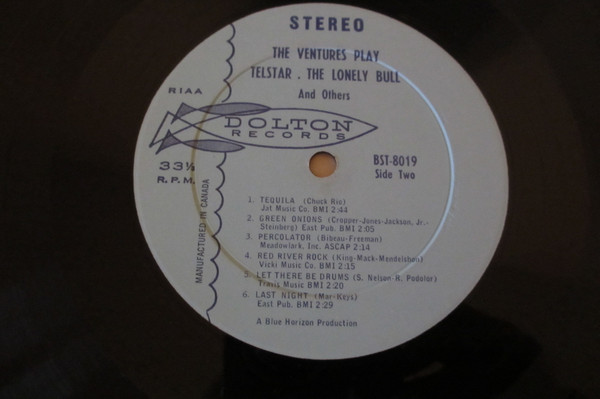 STEREO
THE VENTURES PLAY
TELSTAR . THE LONELY BULL
And Others
RIAA
DOLTON
RECORDS
33⅓
R.P.M.
BST-8019
Side Two
MANUFACTURED IN CANADA
1. TEQUILA (Chuck Rio)
Jat Music Co. BMI 2:44
2. GREEN ONIONS (Cropper-Jones-Jackson, Jr.-
Steinberg) East Pub. BMI 2:05
3. PERCOLATOR (Bibeau-Freeman)
Meadowlark, Inc. ASCAP 2:14
4. RED RIVER ROCK (King-Mack-Mendelshon)
Vicki Music Co. BMI 2:15
5. LET THERE BE DRUMS (S. Nelson-R. Podolor)
Travis Music BMI 2:20
6. LAST NIGHT (Mar-Keys)
East Pub. BMI 2:29
A Blue Horizon Production